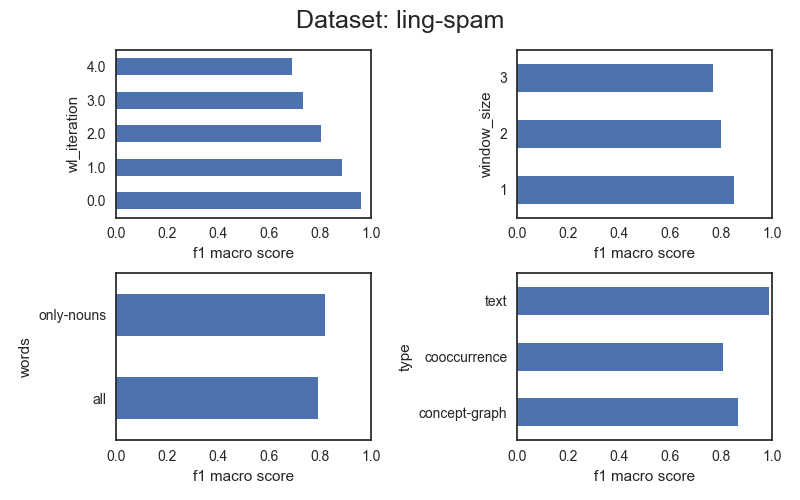 Dataset: ling-spam
wl_iteration
4.0
3.0
2.0
1.0
0.0
0.0 0.2 0.4 0.6 0.8 1.0
f1 macro score
window_size
3
2
1
0.0 0.2 0.4 0.6 0.8 1.0
f1 macro score
words
only-nouns
all
0.0 0.2 0.4 0.6 0.8 1.0
f1 macro score
type
text
cooccurrence
concept-graph
0.0 0.2 0.4 0.6 0.8 1.0
f1 macro score